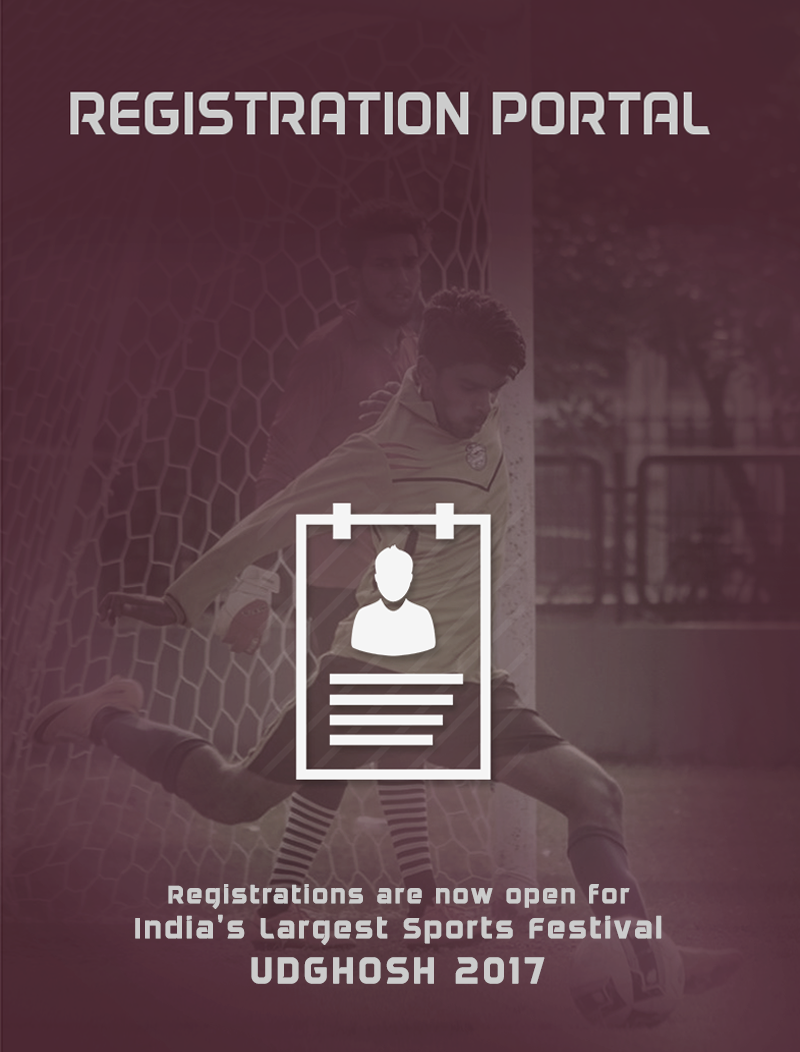 REGISTRATION PORTAL
Registrations are now open for
India's Largest Sports Festival
UDGHOSH 2017